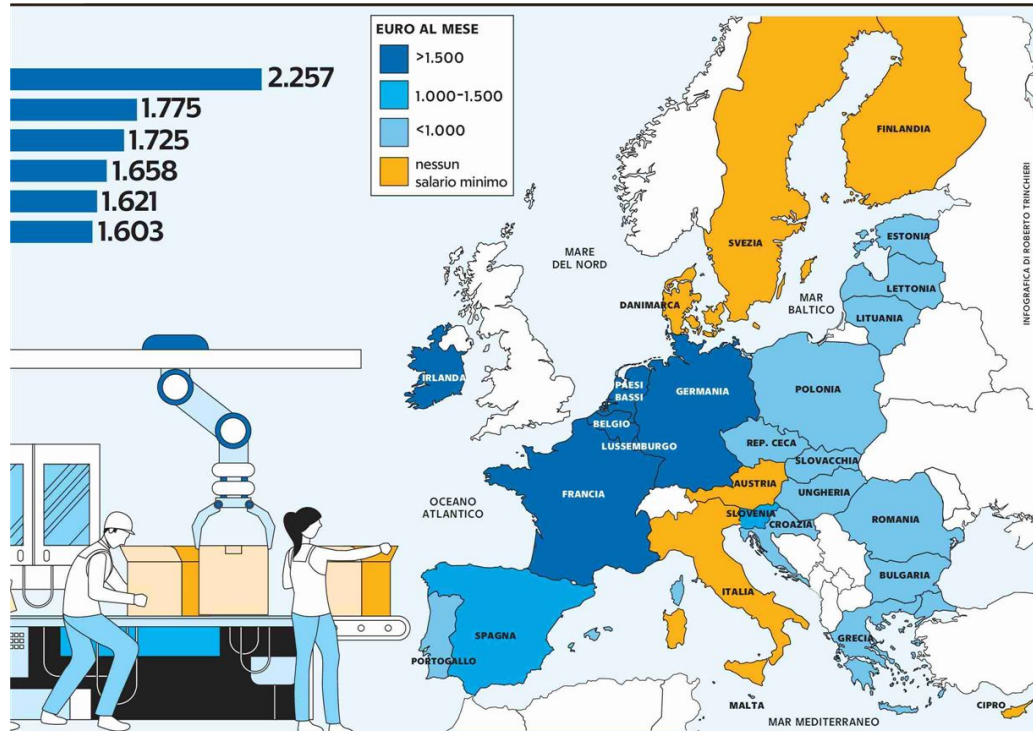 EURO AL MESE
>1.500
1.000-1.500
<1.000
nessun
salario minimo
2.257
1.775
1.725
1.658
1.621
1.603
FINLANDIA
SVEZIA
ESTONIA
LETTONIA
LITUANIA
MARE
DEL NORD
DANIMARCA
MAR
BALTICO
IRLANDA
PAESI
BASSI
GERMANIA
POLONIA
BELGIO
LUSSEMBURGO
REP. CECA
SLOVACCHIA
AUSTRIA
UNGHERIA
OCEANO
ATLANTICO
FRANCIA
SLOVENIA
CROAZIA
ROMANIA
BULGARIA
ITALIA
SPAGNA
PORTOGALLO
GRECIA
MALTA
CIPRO
MAR MEDITERRANEO
INFOGRAFICA DI ROBERTO TRINCHIERI